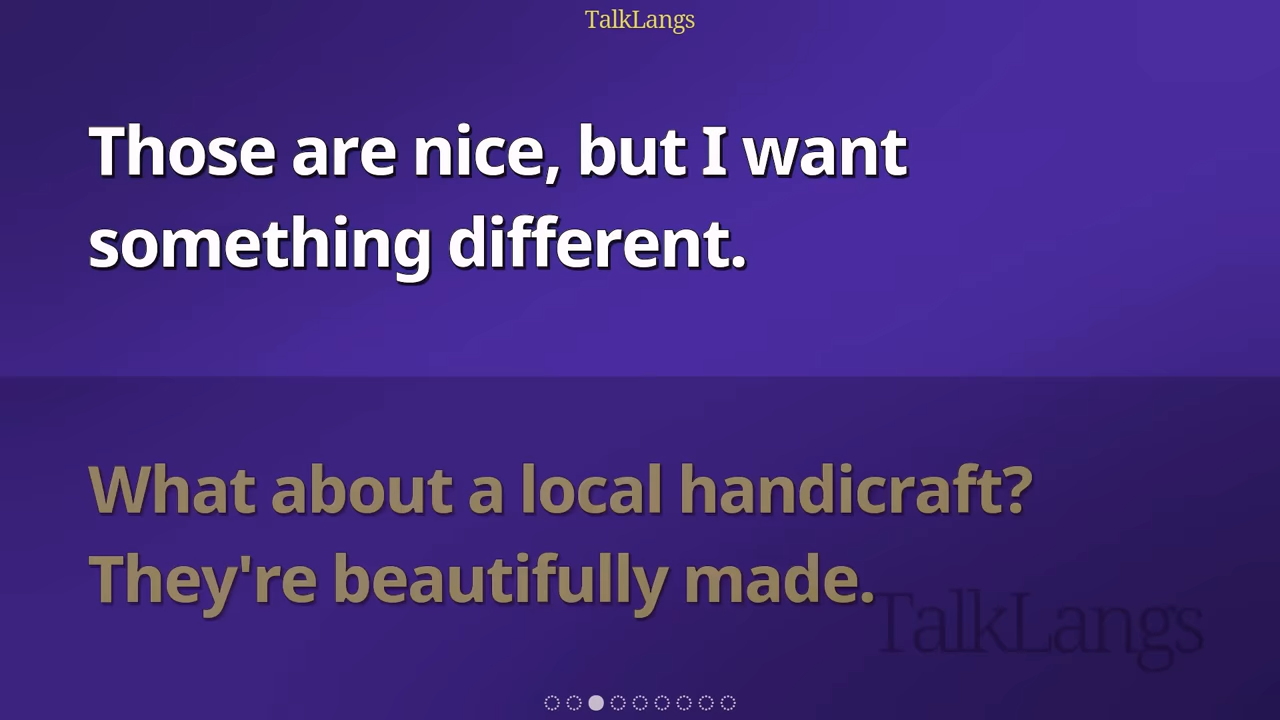 TalkLangs
Those are nice, but I want
something different.
What about a local handicraft?
They're beautifully made.
TalkLangs